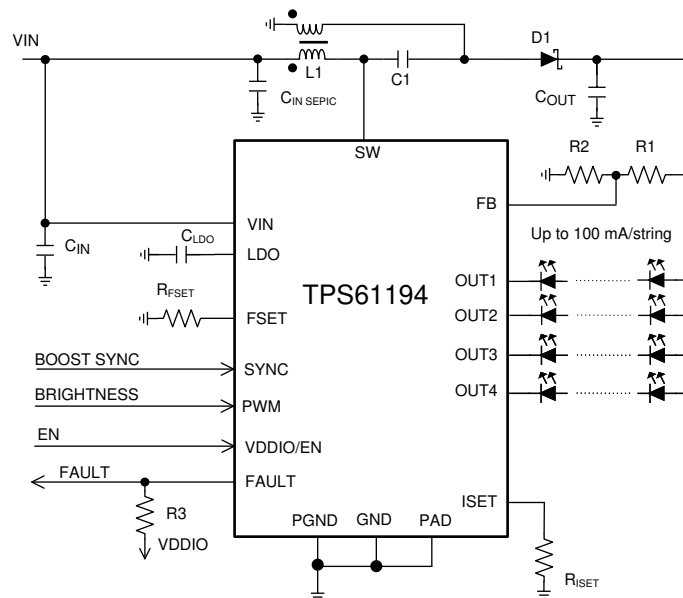 VIN
D1
L1
C1
CIN SEPIC
COUT
SW
R2 R1
FB
VIN
CIN
CLDO
LDO
Up to 100 mA/string
TPS61194
OUT1
RFSET
FSET
OUT2
OUT3
BOOST SYNC
SYNC
OUT4
BRIGHTNESS
PWM
EN
VDDIO/EN
FAULT
FAULT
ISET
R3
PGND GND PAD
VDDIO
RISET